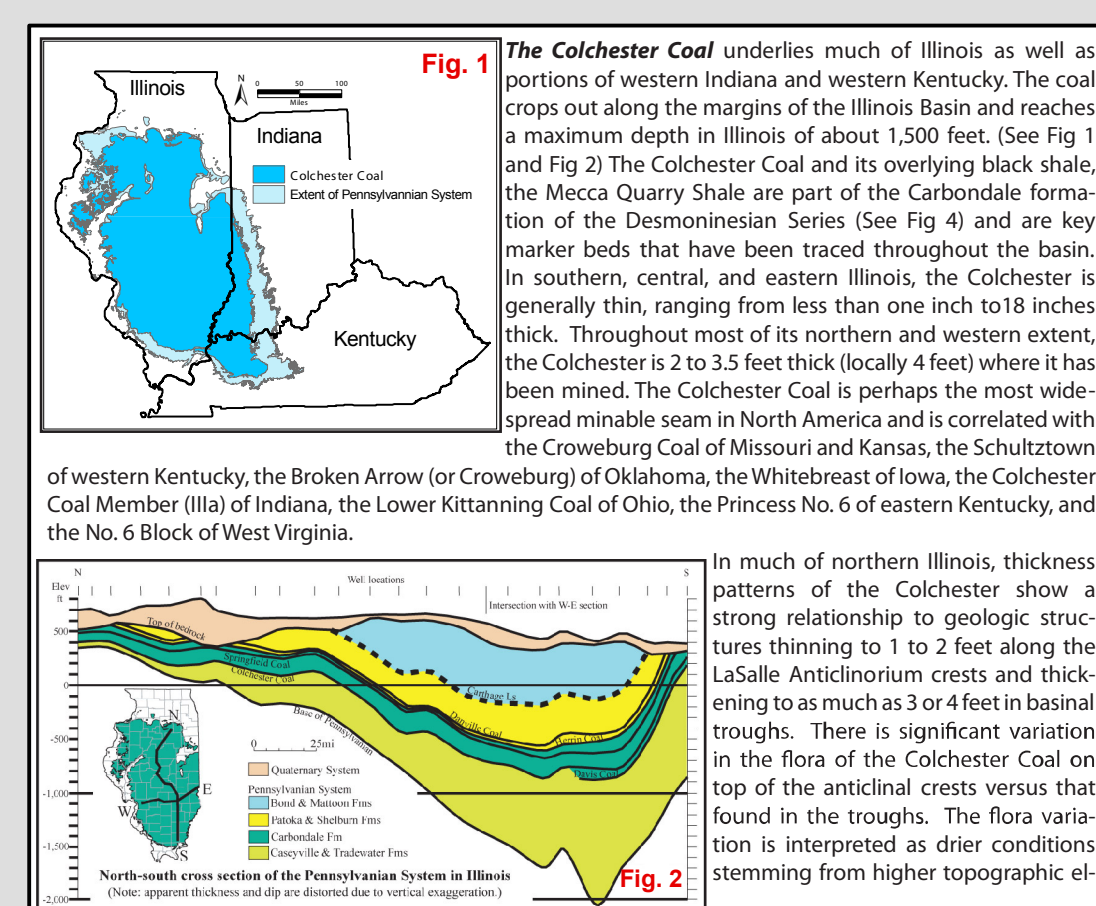 Fig. 1
Illinois
N
0 50 100
Miles
Indiana
Colchester Coal
Extent of Pennsylvannian System
Kentucky
The Colchester Coal underlies much of Illinois as well as
portions of western Indiana and western Kentucky. The coal
crops out along the margins of the Illinois Basin and reaches
a maximum depth in Illinois of about 1,500 feet. (See Fig 1
and Fig 2) The Colchester Coal and its overlying black shale,
the Mecca Quarry Shale are part of the Carbondale forma-
tion of the Desmoninesian Series (See Fig 4) and are key
marker beds that have been traced throughout the basin.
In southern, central, and eastern Illinois, the Colchester is
generally thin, ranging from less than one inch to18 inches
thick. Throughout most of its northern and western extent,
the Colchester is 2 to 3.5 feet thick (locally 4 feet) where it has
been mined. The Colchester Coal is perhaps the most wide-
spread minable seam in North America and is correlated with
the Croweburg Coal of Missouri and Kansas, the Schultztown
of western Kentucky, the Broken Arrow (or Croweburg) of Oklahoma, the Whitebreast of Iowa, the Colchester
Coal Member (IIIa) of Indiana, the Lower Kittanning Coal of Ohio, the Princess No. 6 of eastern Kentucky, and
the No. 6 Block of West Virginia.
N
Well locations
S
Elev
ft
Intersection with W-E section
Top of bedrock
500
Springfield Coal
Colchester Coal
0
Carthage Ls
Base of Pennsylvanian
Danville Coal
Herrin Coal
-500
Davis Coal
N
0 25mi
Quaternary System
Pennsylvanian System
Bond & Mattoon Fms
-1,000
E
W
Patoka & Shelburn Fms
Carbondale Fm
-1,500
S
Caseyville & Tradewater Fms
North-south cross section of the Pennsylvanian System in Illinois
(Note: apparent thickness and dip are distorted due to vertical exaggeration.)
-2,000
Fig. 2
In much of northern Illinois, thickness
patterns of the Colchester show a
strong relationship to geologic struc-
tures thinning to 1 to 2 feet along the
LaSalle Anticlinorium crests and thick-
ening to as much as 3 or 4 feet in basinal
troughs. There is significant variation
in the flora of the Colchester Coal on
top of the anticlinal crests versus that
found in the troughs. The flora varia-
tion is interpreted as drier conditions
stemming from higher topographic el-